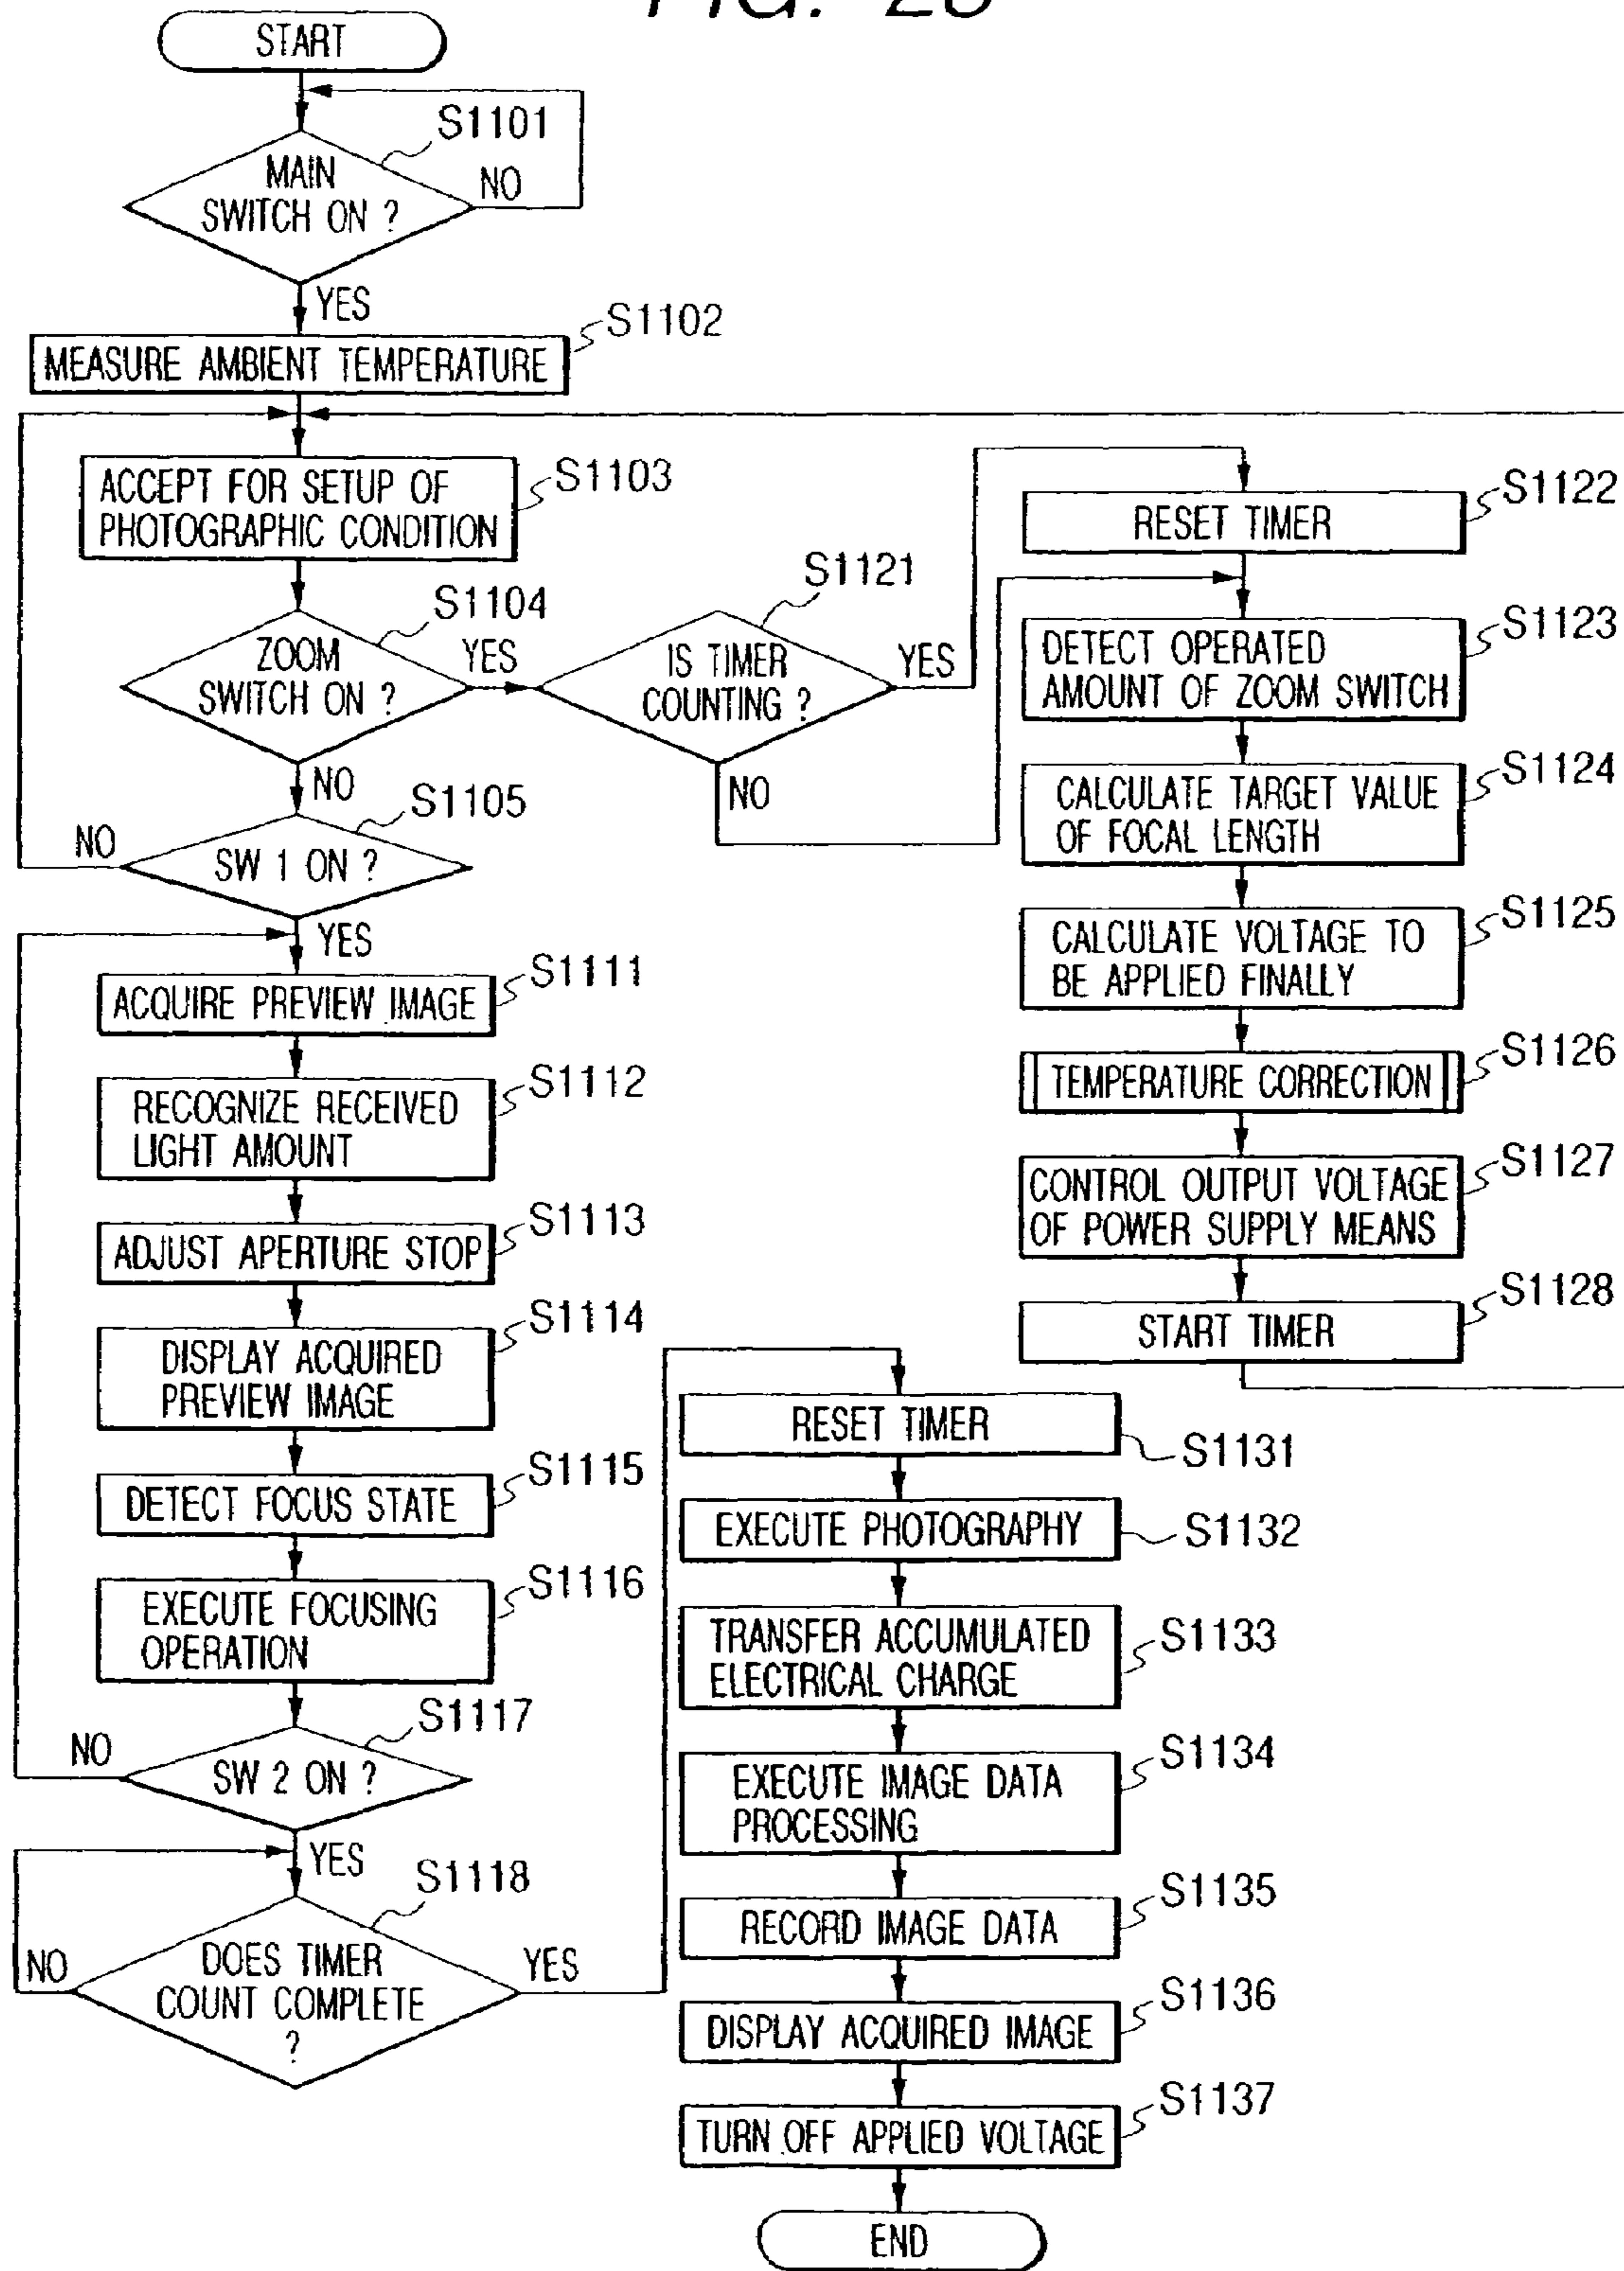 START
S1101
MAIN
SWITCH ON ?
NO
YES
S1102
MEASURE AMBIENT TEMPERATURE
S1103
ACCEPT FOR SETUP OF
PHOTOGRAPHIC CONDITION
S1104
ZOOM
SWITCH ON ?
YES
NO
S1105
SW 1 ON ?
NO
YES
S1111
ACQUIRE PREVIEW IMAGE
S1112
RECOGNIZE RECEIVED
LIGHT AMOUNT
S1113
ADJUST APERTURE STOP
S1114
DISPLAY ACQUIRED
PREVIEW IMAGE
S1115
DETECT FOCUS STATE
S1116
EXECUTE FOCUSING
OPERATION
S1117
SW 2 ON ?
NO
YES
S1118
DOES TIMER
COUNT COMPLETE
?
NO
YES
S1121
IS TIMER
COUNTING ?
YES
NO
S1122
RESET TIMER
S1123
DETECT OPERATED
AMOUNT OF ZOOM SWITCH
S1124
CALCULATE TARGET VALUE
OF FOCAL LENGTH
S1125
CALCULATE VOLTAGE TO
BE APPLIED FINALLY
S1126
TEMPERATURE CORRECTION
S1127
CONTROL OUTPUT VOLTAGE
OF POWER SUPPLY MEANS
S1128
START TIMER
RESET TIMER
S1131
EXECUTE PHOTOGRAPHY
S1132
TRANSFER ACCUMULATED
ELECTRICAL CHARGE
S1133
EXECUTE IMAGE DATA
PROCESSING
S1134
RECORD IMAGE DATA
S1135
DISPLAY ACQUIRED IMAGE
S1136
TURN OFF APPLIED VOLTAGE
S1137
END